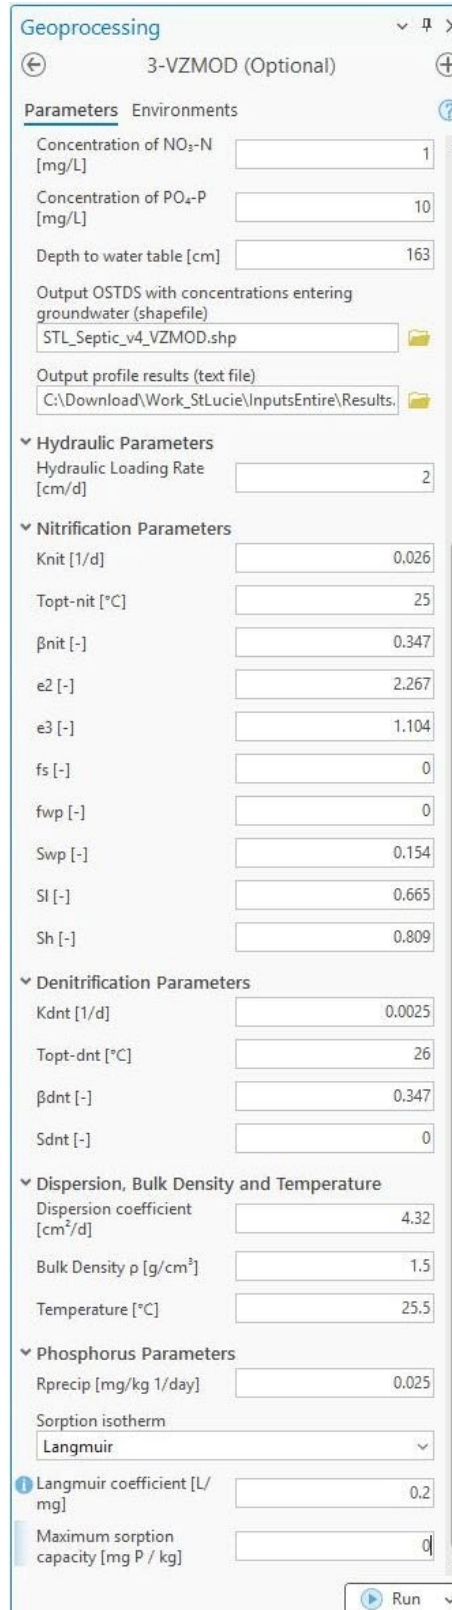 Geoprocessing
3-VZMOD (Optional)
Parameters Environments
Concentration of NO₃-N
[mg/L]
1
Concentration of PO₄-P
[mg/L]
10
Depth to water table [cm]
163
Output OSTDS with concentrations entering
groundwater (shapefile)
STL_Septic_v4_VZMOD.shp
Output profile results (text file)
C:\Download\Work_StLucie\InputsEntire\Results.
Hydraulic Parameters
Hydraulic Loading Rate
[cm/d]
2
Nitrification Parameters
Knit [1/d]
0.026
Topt-nit [°C]
25
βnit [-]
0.347
e2 [-]
2.267
e3 [-]
1.104
fs [-]
0
fwp [-]
0
Swp [-]
0.154
Sl [-]
0.665
Sh [-]
0.809
Denitrification Parameters
Kdnt [1/d]
0.0025
Topt-dnt [°C]
26
βdnt [-]
0.347
Sdnt [-]
0
Dispersion, Bulk Density and Temperature
Dispersion coefficient
[cm²/d]
4.32
Bulk Density ρ [g/cm³]
1.5
Temperature [°C]
25.5
Phosphorus Parameters
Rprecip [mg/kg 1/day]
0.025
Sorption isotherm
Langmuir
Langmuir coefficient [L/
mg]
0.2
Maximum sorption
capacity [mg P / kg]
0
Run